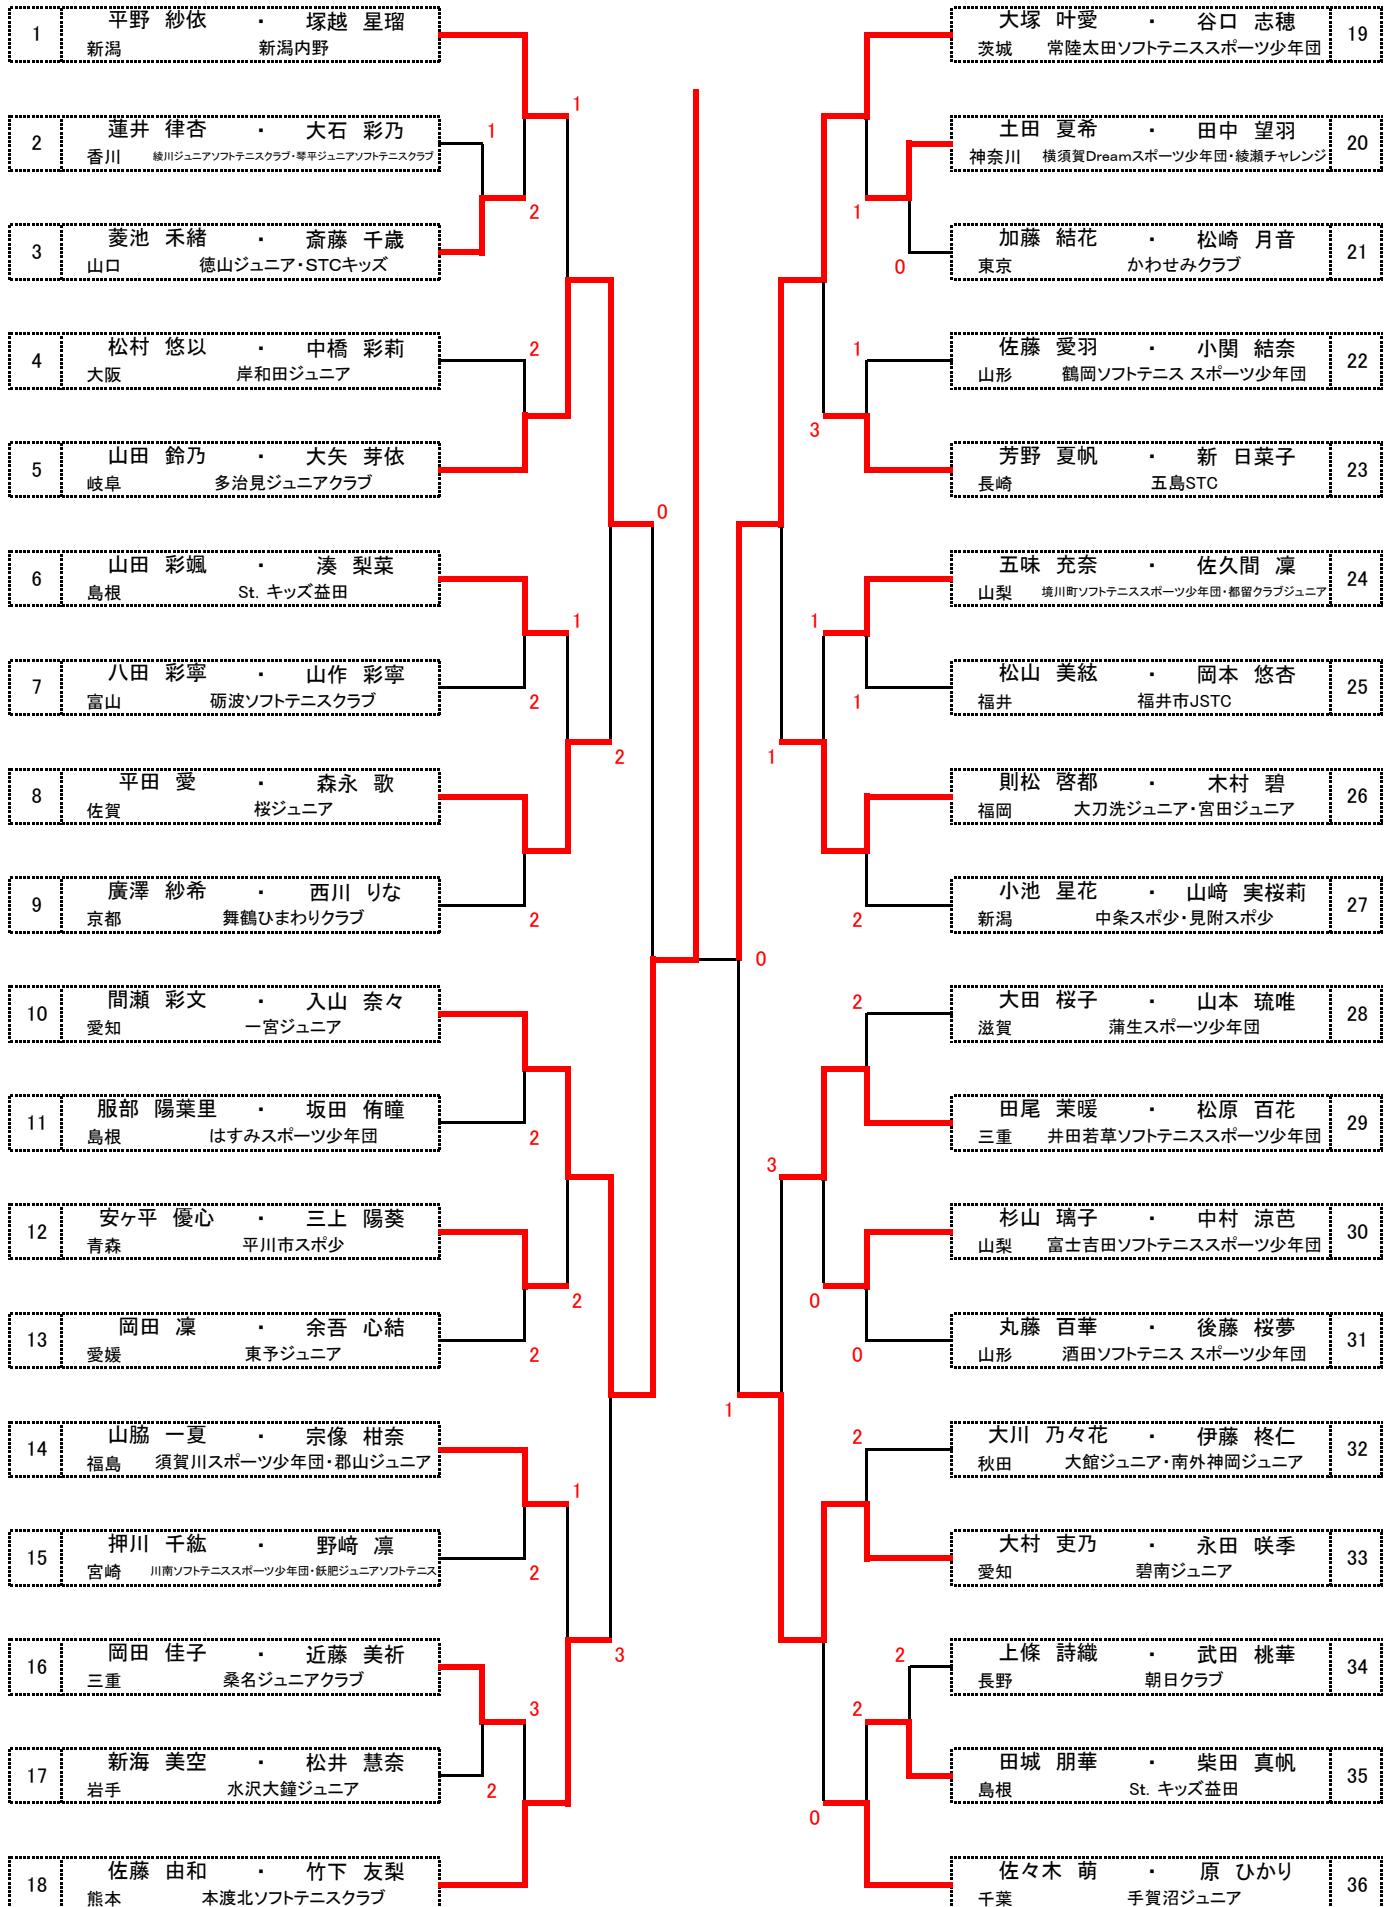 1 平野 紗依 ・ 塚越 星瑠
新潟 新潟内野
1
2 蓮井 律杏 ・ 大石 彩乃
香川 綾川ジュニアソフトテニスクラブ・琴平ジュニアソフトテニスクラブ
1
2
3 菱池 禾緒 ・ 斎藤 千歳
山口 徳山ジュニア・STCキッズ
4 松村 悠以 ・ 中橋 彩莉
大阪 岸和田ジュニア
2
5 山田 鈴乃 ・ 大矢 芽依
岐阜 多治見ジュニアクラブ
0
6 山田 彩颯 ・ 湊 梨菜
島根 St. キッズ益田
1
7 八田 彩寧 ・ 山作 彩寧
富山 砺波ソフトテニスクラブ
2
2
8 平田 愛 ・ 森永 歌
佐賀 桜ジュニア
9 廣澤 紗希 ・ 西川 りな
京都 舞鶴ひまわりクラブ
2
10 間瀬 彩文 ・ 入山 奈々
愛知 一宮ジュニア
11 服部 陽葉里 ・ 坂田 侑瞳
島根 はすみスポーツ少年団
2
12 安ヶ平 優心 ・ 三上 陽葵
青森 平川市スポ少
2
13 岡田 凜 ・ 余吾 心結
愛媛 東予ジュニア
2
14 山脇 一夏 ・ 宗像 柑奈
福島 須賀川スポーツ少年団・郡山ジュニア
1
15 押川 千紘 ・ 野﨑 凛
宮崎 川南ソフトテニススポーツ少年団・飫肥ジュニアソフトテニス
2
16 岡田 佳子 ・ 近藤 美祈
三重 桑名ジュニアクラブ
3
3
17 新海 美空 ・ 松井 慧奈
岩手 水沢大鐘ジュニア
2
18 佐藤 由和 ・ 竹下 友梨
熊本 本渡北ソフトテニスクラブ
大塚 叶愛 ・ 谷口 志穂 19
茨城 常陸太田ソフトテニススポーツ少年団
土田 夏希 ・ 田中 望羽 20
神奈川 横須賀Dreamスポーツ少年団・綾瀬チャレンジ
1
加藤 結花 ・ 松崎 月音 21
東京 かわせみクラブ
0
佐藤 愛羽 ・ 小関 結奈 22
山形 鶴岡ソフトテニス スポーツ少年団
1
3
芳野 夏帆 ・ 新 日菜子 23
長崎 五島STC
五味 充奈 ・ 佐久間 凜 24
山梨 境川町ソフトテニススポーツ少年団・都留クラブジュニア
1
松山 美絃 ・ 岡本 悠杏 25
福井 福井市JSTC
1
1
則松 啓都 ・ 木村 碧 26
福岡 大刀洗ジュニア・宮田ジュニア
小池 星花 ・ 山﨑 実桜莉 27
新潟 中条スポ少・見附スポ少
2
0
大田 桜子 ・ 山本 琉唯 28
滋賀 蒲生スポーツ少年団
2
田尾 茉暖 ・ 松原 百花 29
三重 井田若草ソフトテニススポーツ少年団
3
杉山 璃子 ・ 中村 涼芭 30
山梨 富士吉田ソフトテニススポーツ少年団
0
丸藤 百華 ・ 後藤 桜夢 31
山形 酒田ソフトテニス スポーツ少年団
0
1
大川 乃々花 ・ 伊藤 柊仁 32
秋田 大館ジュニア・南外神岡ジュニア
2
大村 吏乃 ・ 永田 咲季 33
愛知 碧南ジュニア
上條 詩織 ・ 武田 桃華 34
長野 朝日クラブ
2
2
田城 朋華 ・ 柴田 真帆 35
島根 St. キッズ益田
0
佐々木 萌 ・ 原 ひかり 36
千葉 手賀沼ジュニア